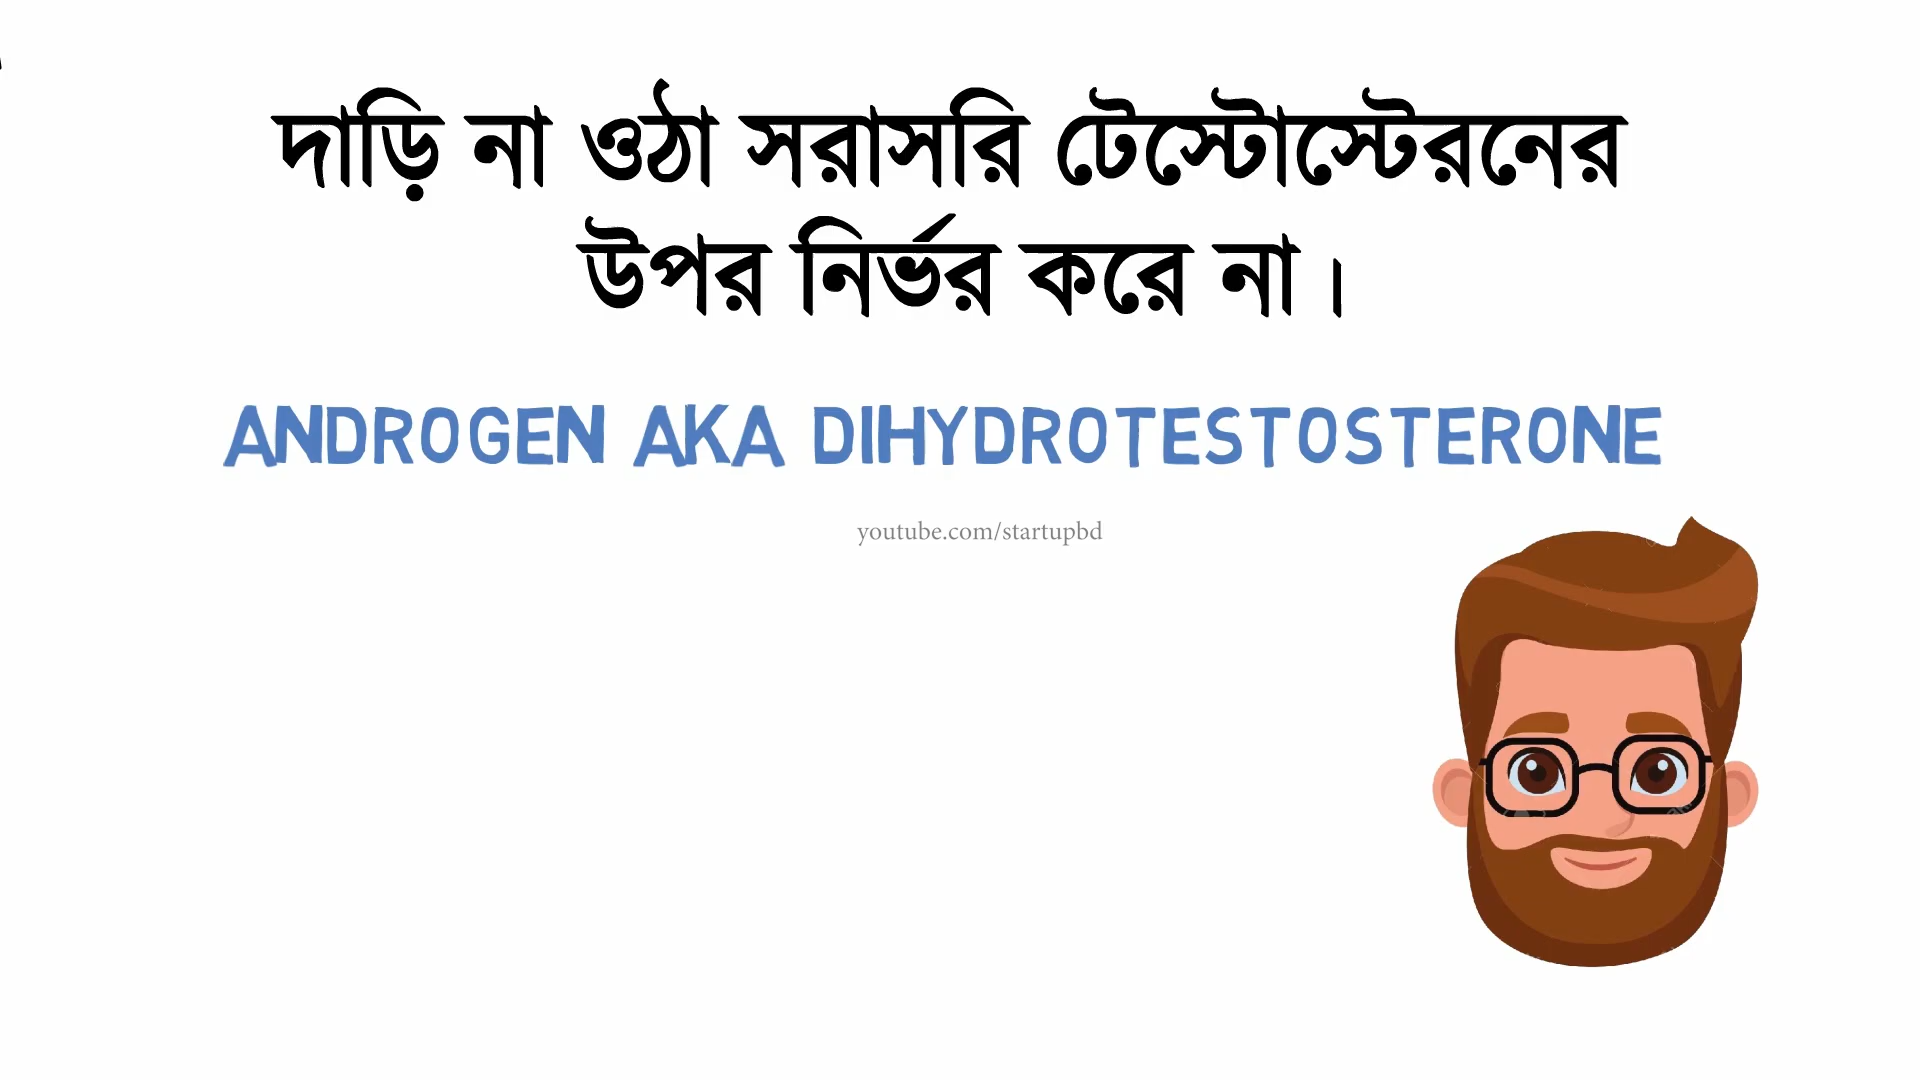 দাড়ি না ওঠা সরাসরি টেস্টোস্টেরনের
উপর নির্ভর করে না।
ANDROGEN AKA DIHYDROTESTOSTERONE
youtube.com/startupbd